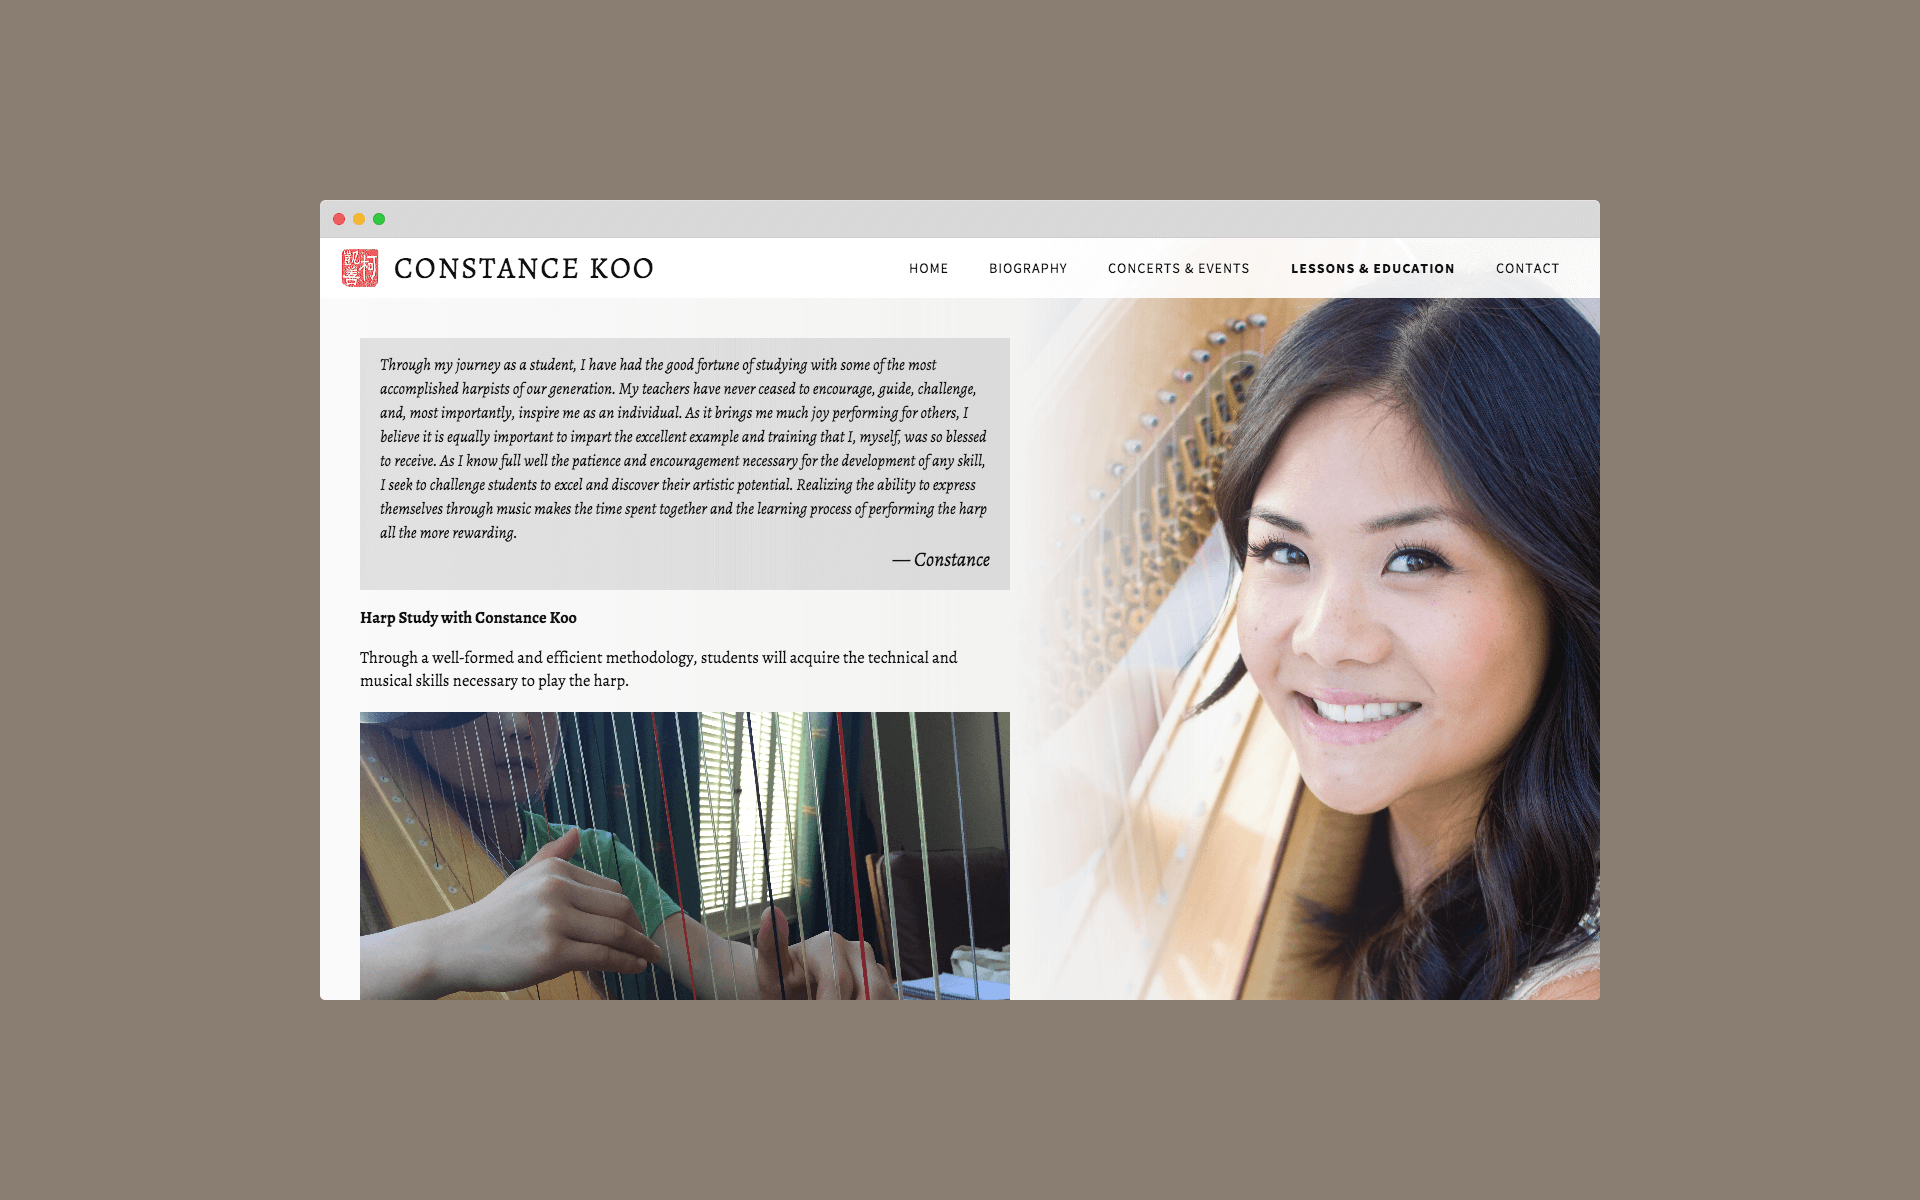 柯
凱
CONSTANCE KOO
HOME BIOGRAPHY CONCERTS & EVENTS LESSONS & EDUCATION CONTACT
Through my journey as a student, I have had the good fortune of studying with some of the most
accomplished harpists of our generation. My teachers have never ceased to encourage, guide, challenge,
and, most importantly, inspire me as an individual. As it brings me much joy performing for others, I
believe it is equally important to impart the excellent example and training that I, myself, was so blessed
to receive. As I know full well the patience and encouragement necessary for the development of any skill,
I seek to challenge students to excel and discover their artistic potential. Realizing the ability to express
themselves through music makes the time spent together and the learning process of performing the harp
all the more rewarding.
— Constance
Harp Study with Constance Koo
Through a well-formed and efficient methodology, students will acquire the technical and
musical skills necessary to play the harp.